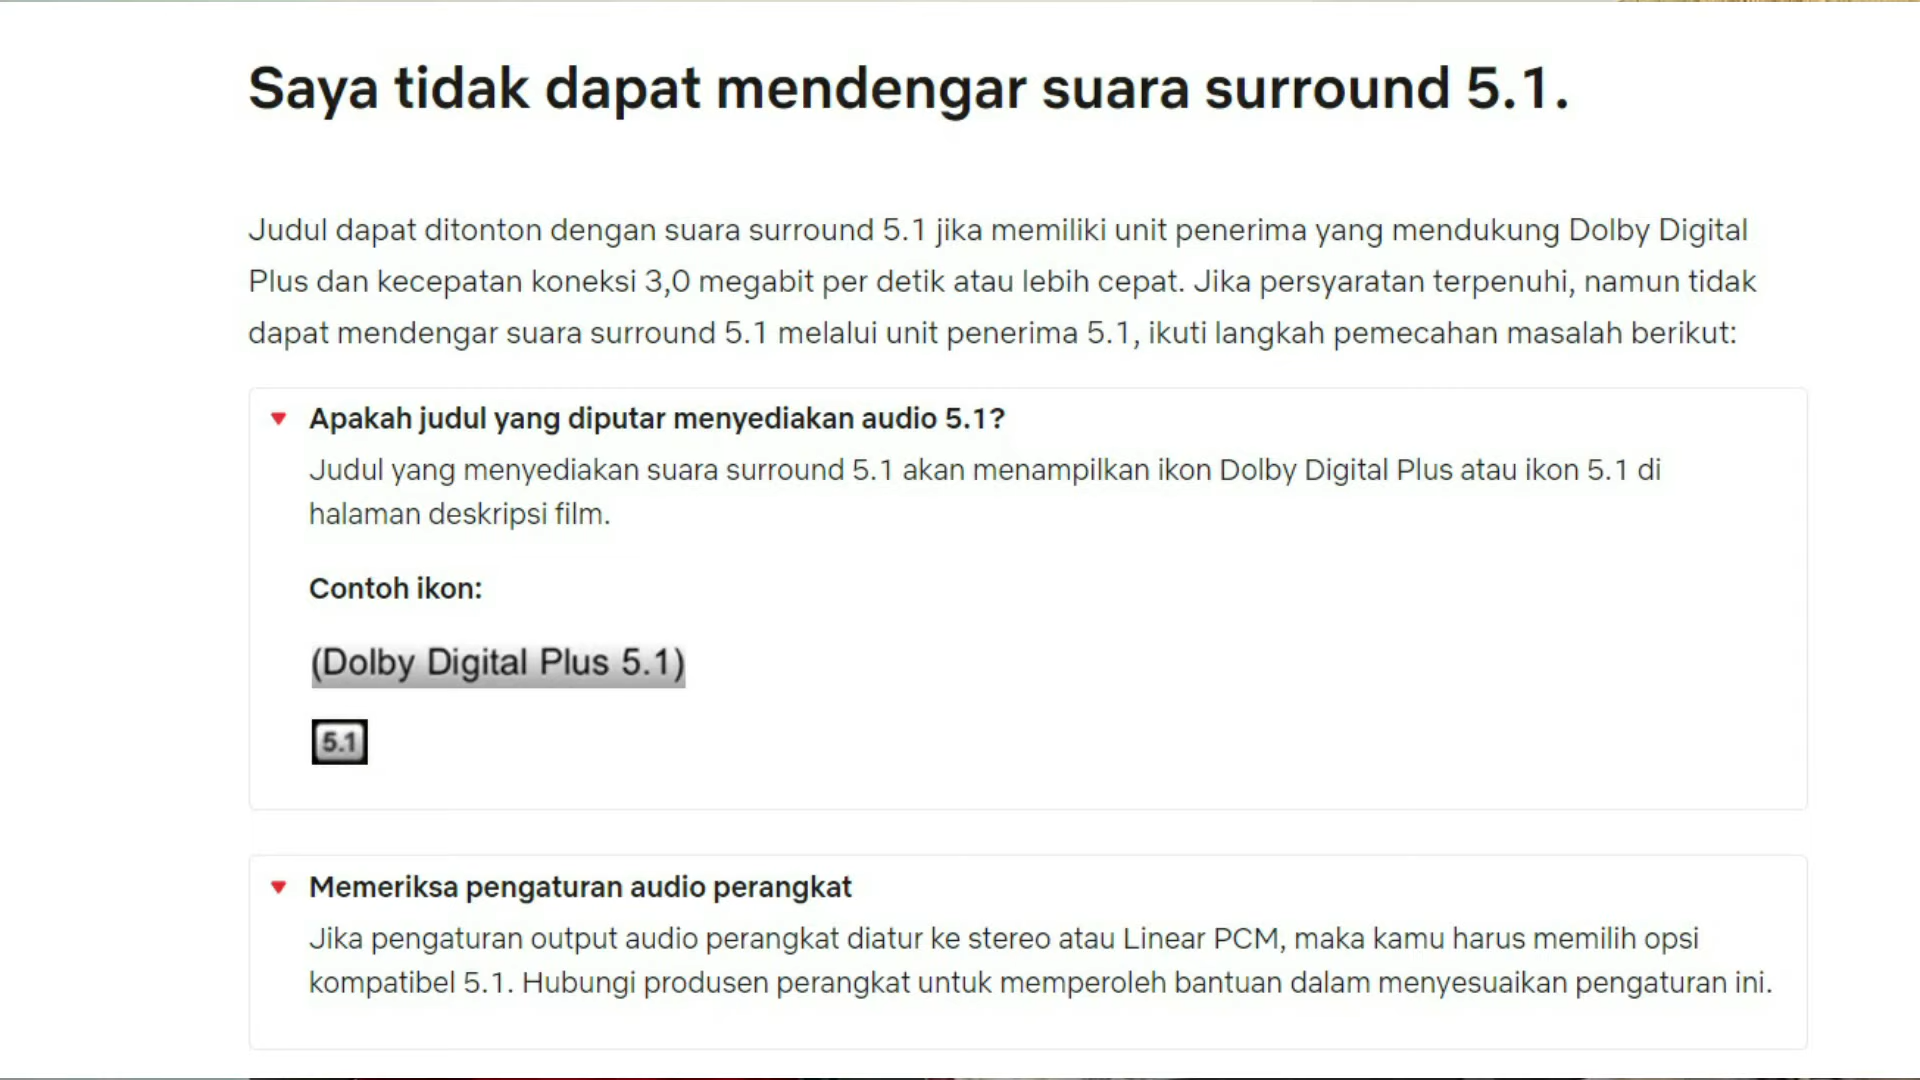 Saya tidak dapat mendengar suara surround 5.1.
Judul dapat ditonton dengan suara surround 5.1 jika memiliki unit penerima yang mendukung Dolby Digital
Plus dan kecepatan koneksi 3,0 megabit per detik atau lebih cepat. Jika persyaratan terpenuhi, namun tidak
dapat mendengar suara surround 5.1 melalui unit penerima 5.1, ikuti langkah pemecahan masalah berikut:
Apakah judul yang diputar menyediakan audio 5.1?
Judul yang menyediakan suara surround 5.1 akan menampilkan ikon Dolby Digital Plus atau ikon 5.1 di
halaman deskripsi film.
Contoh ikon:
(Dolby Digital Plus 5.1)
5.1
Memeriksa pengaturan audio perangkat
Jika pengaturan output audio perangkat diatur ke stereo atau Linear PCM, maka kamu harus memilih opsi
kompatibel 5.1. Hubungi produsen perangkat untuk memperoleh bantuan dalam menyesuaikan pengaturan ini.